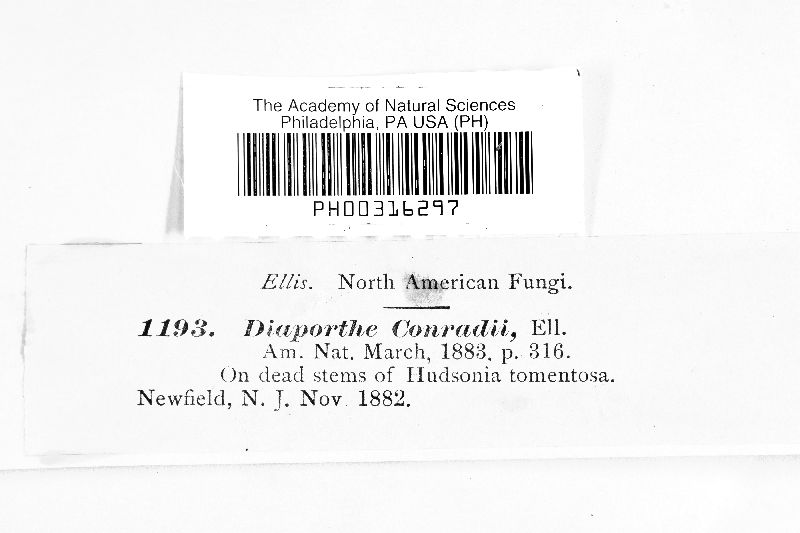 The Academy of Natural Sciences
Philadelphia, PA USA (PH)
PH00316297
Ellis. North American Fungi.
1193. Diaporthe Conradii, Ell.
Am. Nat. March, 1883, p. 316.
On dead stems of Hudsonia tomentosa.
Newfield, N. J. Nov. 1882.